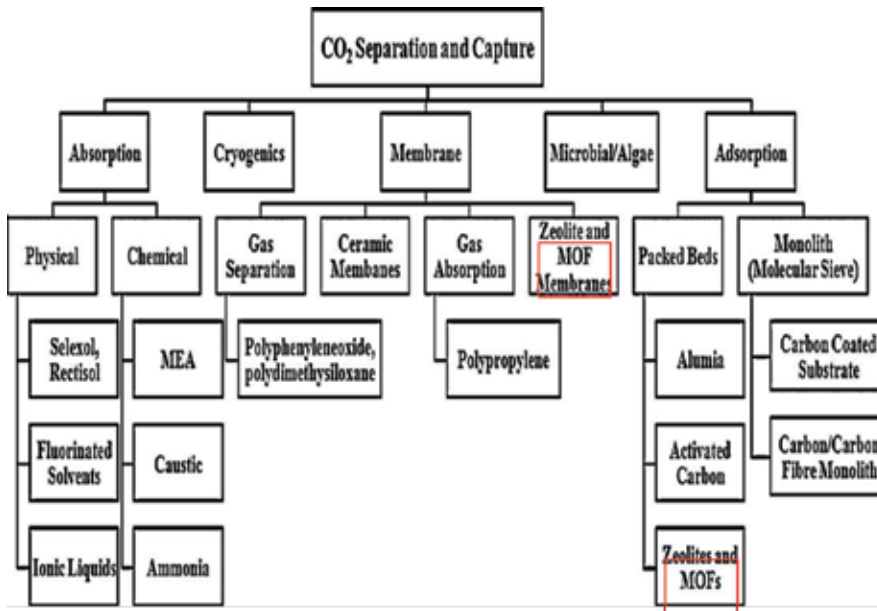 CO₂ Separation and Capture
Absorption
Cryogenics
Membrane
Microbial/Algae
Adsorption
Physical
Chemical
Gas
Separation
Ceramic
Membanes
Gas
Absorption
Zeolite and
MOF
Membranes
Packed Beds
Monolith
(Molecular Sieve)
Selexol,
Rectisol
MEA
Polyphenyleneoxide,
polydimethysiloxane
Polypropylene
Alumia
Carbon Coated
Substrate
Fluorinated
Solvents
Caustic
Activated
Carbon
Carbon/Carbon
Fibre Monolith
Ionic Liquids
Ammonia
Zeolites and
MOFs